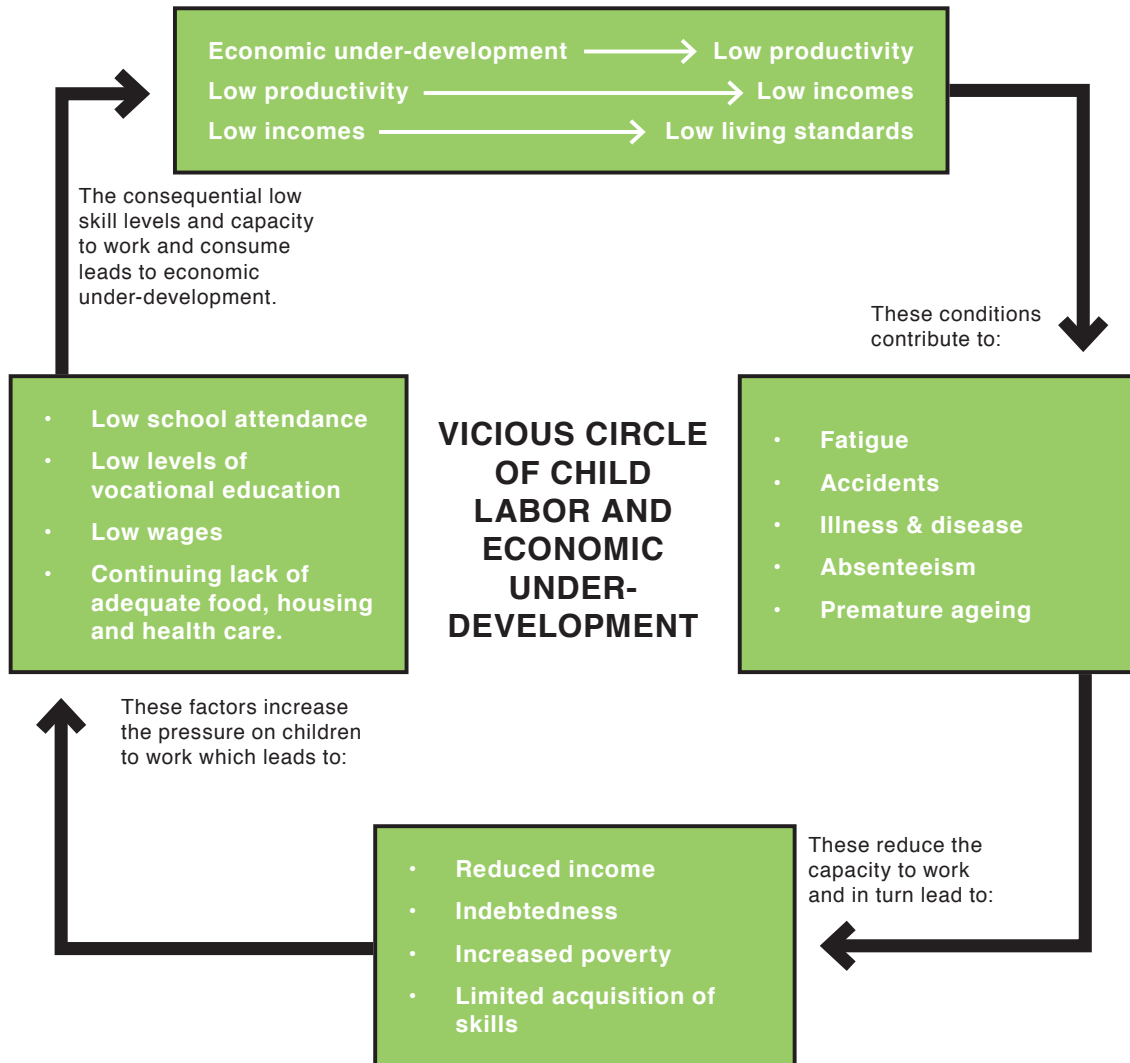 Economic under-development → Low productivity
Low productivity → Low incomes
Low incomes → Low living standards
These conditions
contribute to:
• Fatigue
• Accidents
• Illness & disease
• Absenteeism
• Premature ageing
These reduce the
capacity to work
and in turn lead to:
• Reduced income
• Indebtedness
• Increased poverty
• Limited acquisition of
skills
These factors increase
the pressure on children
to work which leads to:
• Low school attendance
• Low levels of
vocational education
• Low wages
• Continuing lack of
adequate food, housing
and health care.
The consequential low
skill levels and capacity
to work and consume
leads to economic
under-development.
VICIOUS CIRCLE
OF CHILD
LABOR AND
ECONOMIC
UNDER-
DEVELOPMENT